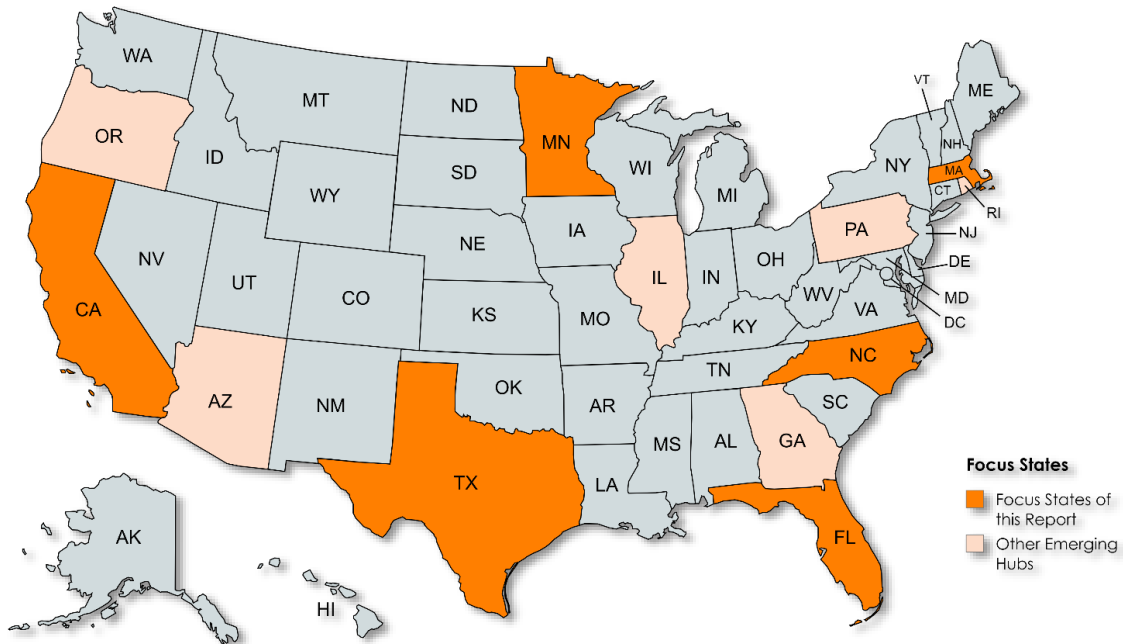 WA
MT
ND
MN
VT
ME
OR
ID
SD
WI
NY
NH
MA
WY
MI
CT
RI
IA
PA
NJ
NE
NV
OH
DE
UT
IL
IN
CO
WV
MD
CA
KS
MO
VA
DC
KY
NC
TN
OK
AZ
NM
AR
SC
MS
AL
GA
TX
LA
FL
AK
HI
Focus States
Focus States of
this Report
Other Emerging
Hubs